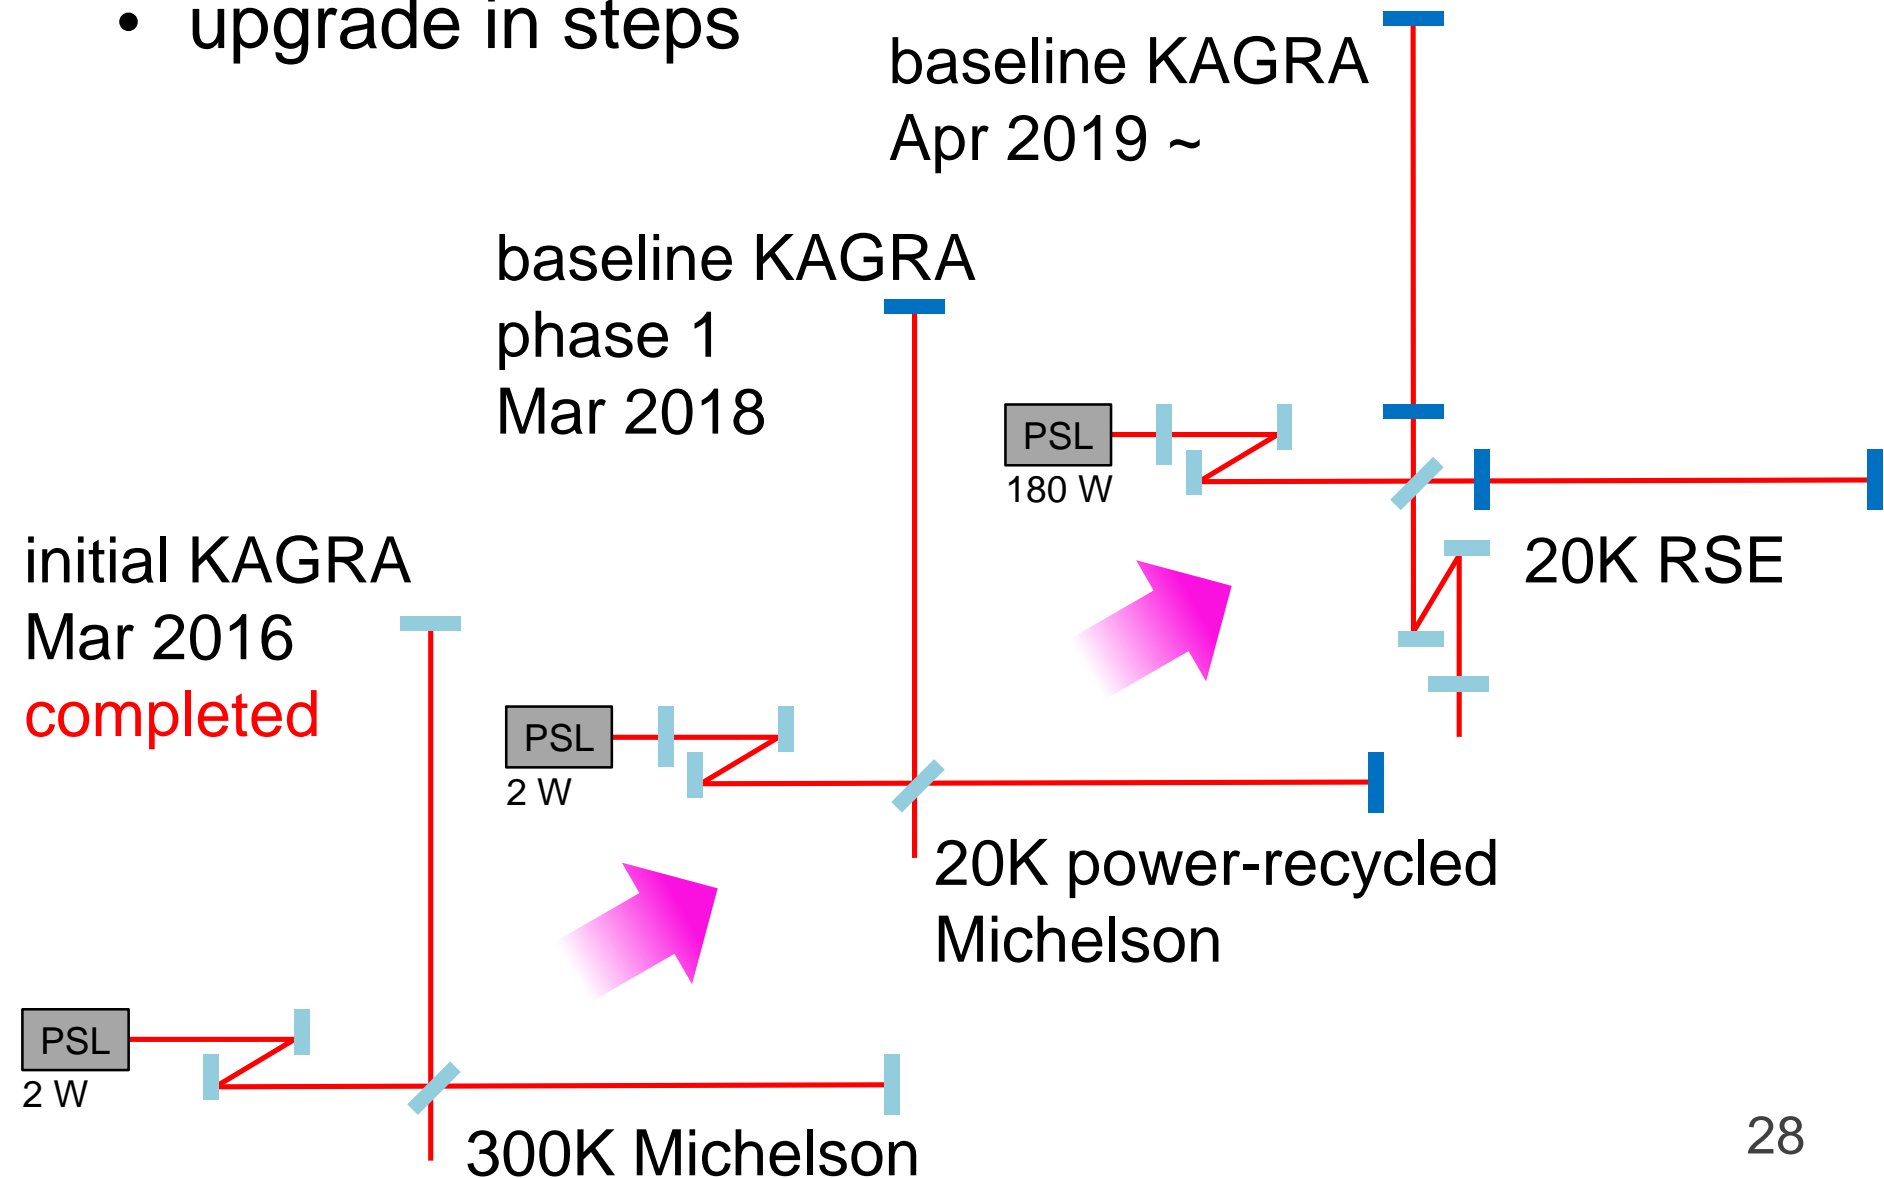 • upgrade in steps
baseline KAGRA
Apr 2019 ~
baseline KAGRA
phase 1
Mar 2018
PSL
180 W
20K RSE
initial KAGRA
Mar 2016
completed
PSL
2 W
20K power-recycled
Michelson
PSL
2 W
300K Michelson
28